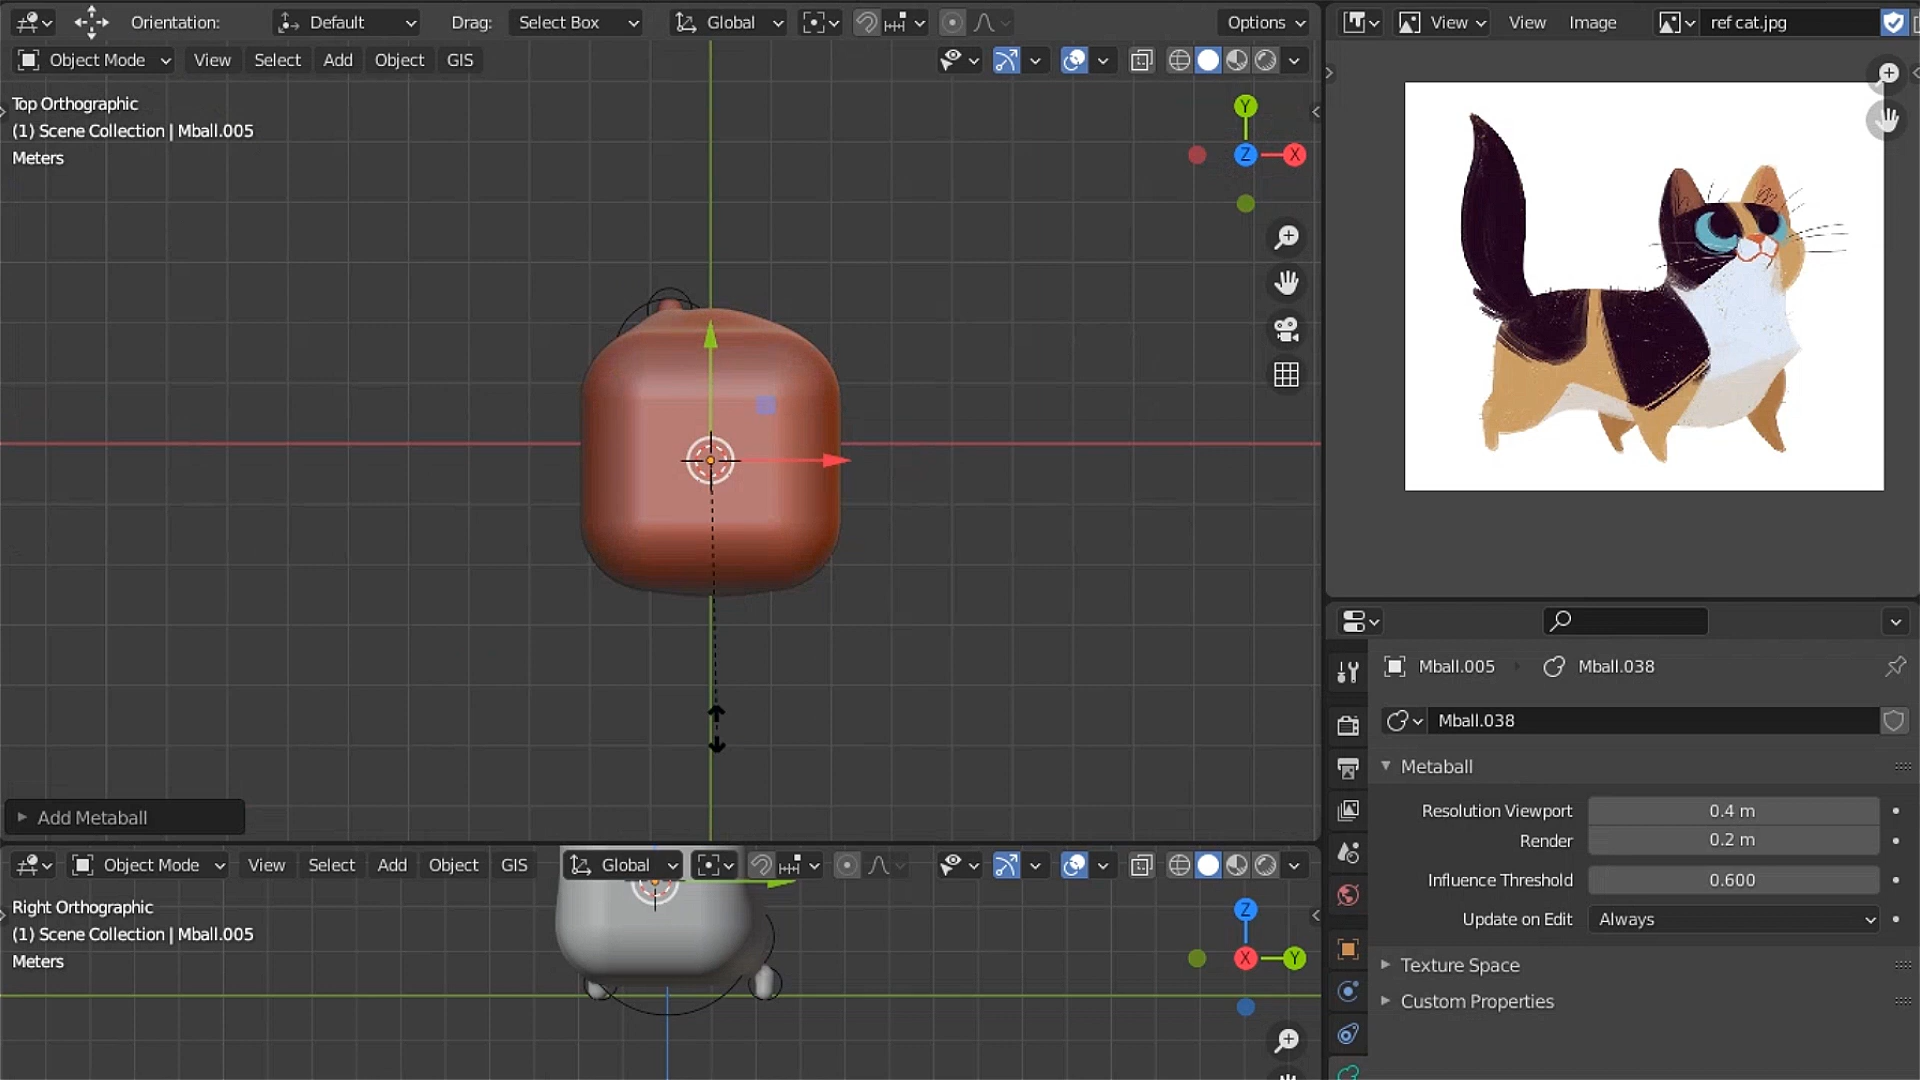 Orientation: Default Drag: Select Box Global Options
Object Mode View Select Add Object GIS
Top Orthographic
(1) Scene Collection | Mball.005
Meters
Y
Z X
Add Metaball
Object Mode View Select Add Object GIS Global
Right Orthographic
(1) Scene Collection | Mball.005
Meters
Z
X Y
View View Image ref cat.jpg
Mball.005 Mball.038
Mball.038
Metaball
Resolution Viewport 0.4 m
Render 0.2 m
Influence Threshold 0.600
Update on Edit Always
Texture Space
Custom Properties